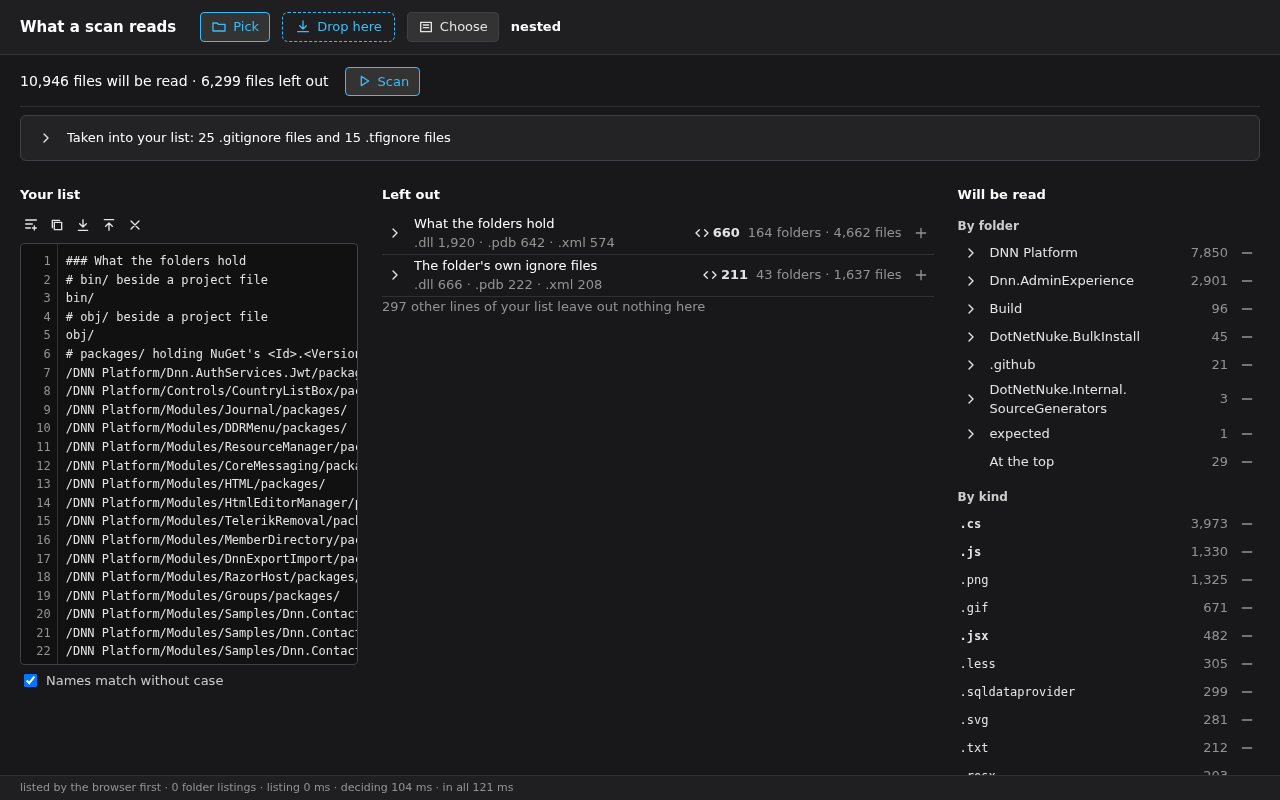 What a scan reads
Pick
Drop here
Choose
nested
10,946 files will be read · 6,299 files left out
Scan
Taken into your list: 25 .gitignore files and 15 .tfignore files
Your list
1 ### What the folders hold
2 # bin/ beside a project file
3 bin/
4 # obj/ beside a project file
5 obj/
6 # packages/ holding NuGet's <Id>.<Version
7 /DNN Platform/Dnn.AuthServices.Jwt/packag
8 /DNN Platform/Controls/CountryListBox/pac
9 /DNN Platform/Modules/Journal/packages/
10 /DNN Platform/Modules/DDRMenu/packages/
11 /DNN Platform/Modules/ResourceManager/pac
12 /DNN Platform/Modules/CoreMessaging/packa
13 /DNN Platform/Modules/HTML/packages/
14 /DNN Platform/Modules/HtmlEditorManager/p
15 /DNN Platform/Modules/TelerikRemoval/pack
16 /DNN Platform/Modules/MemberDirectory/pac
17 /DNN Platform/Modules/DnnExportImport/pac
18 /DNN Platform/Modules/RazorHost/packages/
19 /DNN Platform/Modules/Groups/packages/
20 /DNN Platform/Modules/Samples/Dnn.Contact
21 /DNN Platform/Modules/Samples/Dnn.Contact
22 /DNN Platform/Modules/Samples/Dnn.Contact
Names match without case
Left out
What the folders hold
.dll 1,920 · .pdb 642 · .xml 574
660 164 folders · 4,662 files
The folder's own ignore files
.dll 666 · .pdb 222 · .xml 208
211 43 folders · 1,637 files
297 other lines of your list leave out nothing here
Will be read
By folder
DNN Platform 7,850
Dnn.AdminExperience 2,901
Build 96
DotNetNuke.BulkInstall 45
.github 21
DotNetNuke.Internal.
SourceGenerators 3
expected 1
At the top 29
By kind
.cs 3,973
.js 1,330
.png 1,325
.gif 671
.jsx 482
.less 305
.sqldataprovider 299
.svg 281
.txt 212
.resx 203
listed by the browser first · 0 folder listings · listing 0 ms · deciding 104 ms · in all 121 ms